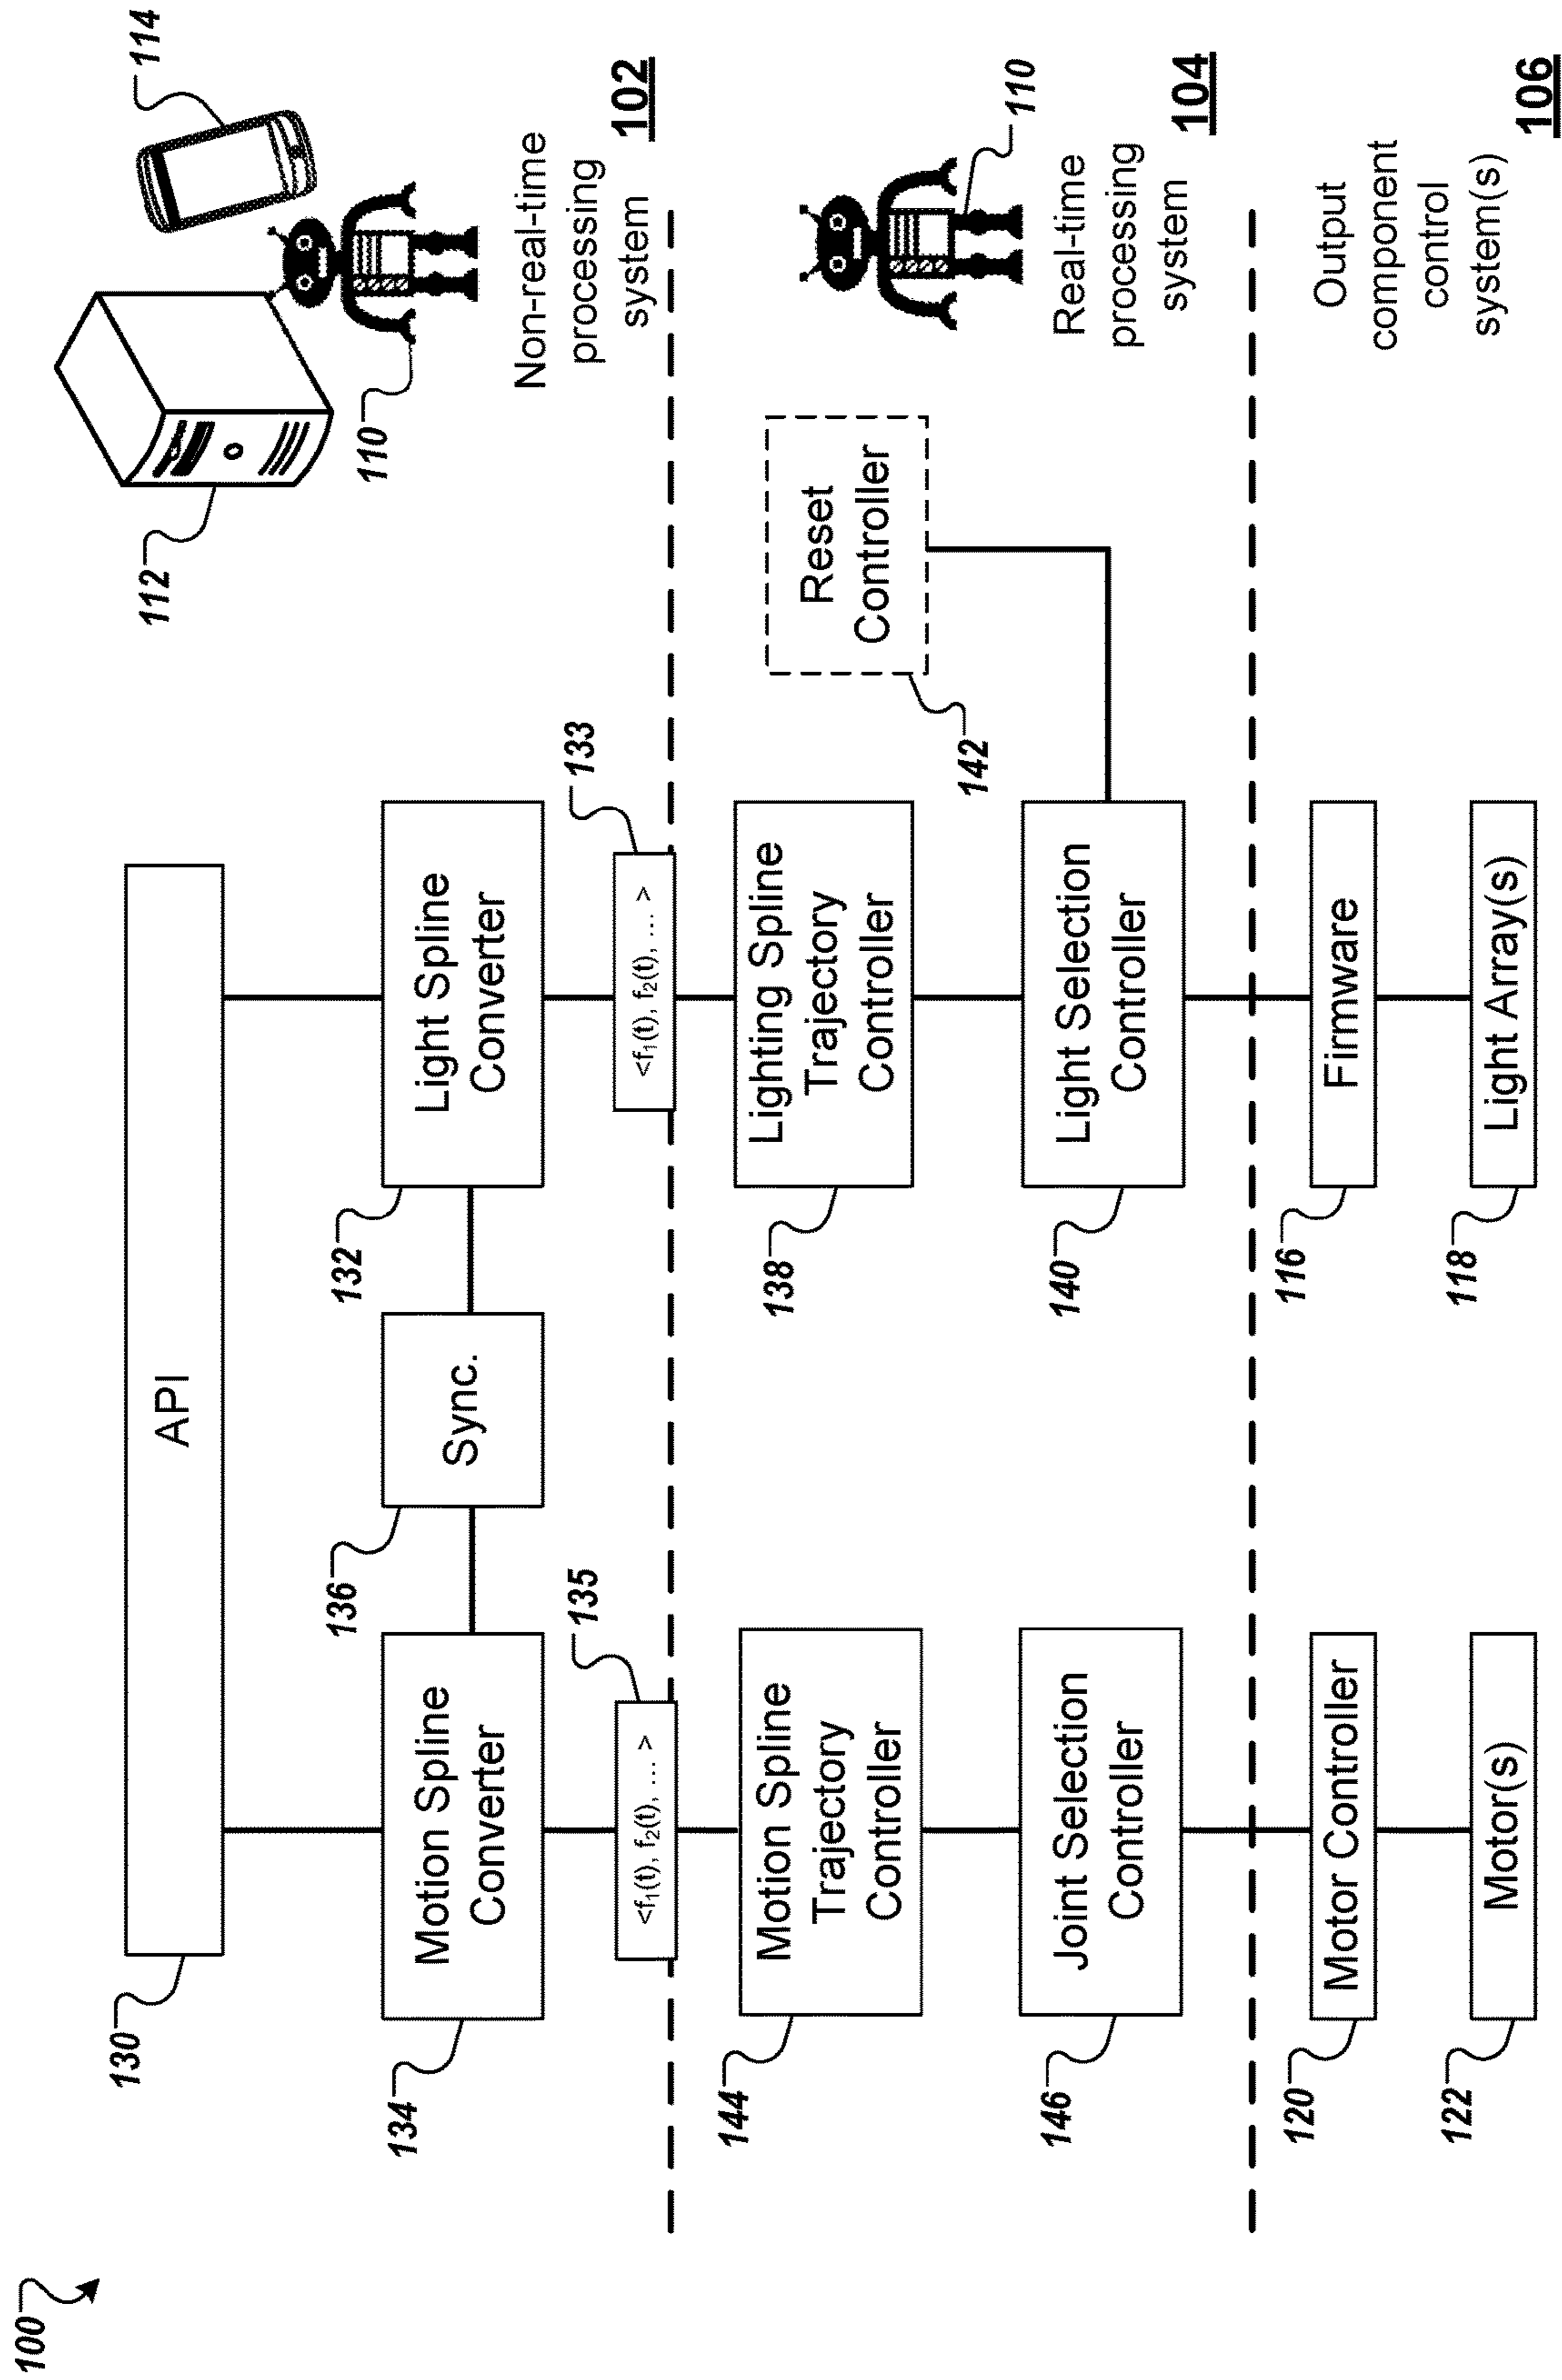 100
130
API
112
114
110
134
Motion Spline
Converter
136
Sync.
132
Light Spline
Converter
Non-real-time
processing
system
102
135
<f₁(t), f₂(t), ... >
133
<f₁(t), f₂(t), ... >
144
Motion Spline
Trajectory
Controller
138
Lighting Spline
Trajectory
Controller
142
Reset
Controller
110
146
Joint Selection
Controller
140
Light Selection
Controller
Real-time
processing
system
104
120
Motor Controller
116
Firmware
122
Motor(s)
118
Light Array(s)
Output
component
control
system(s)
106